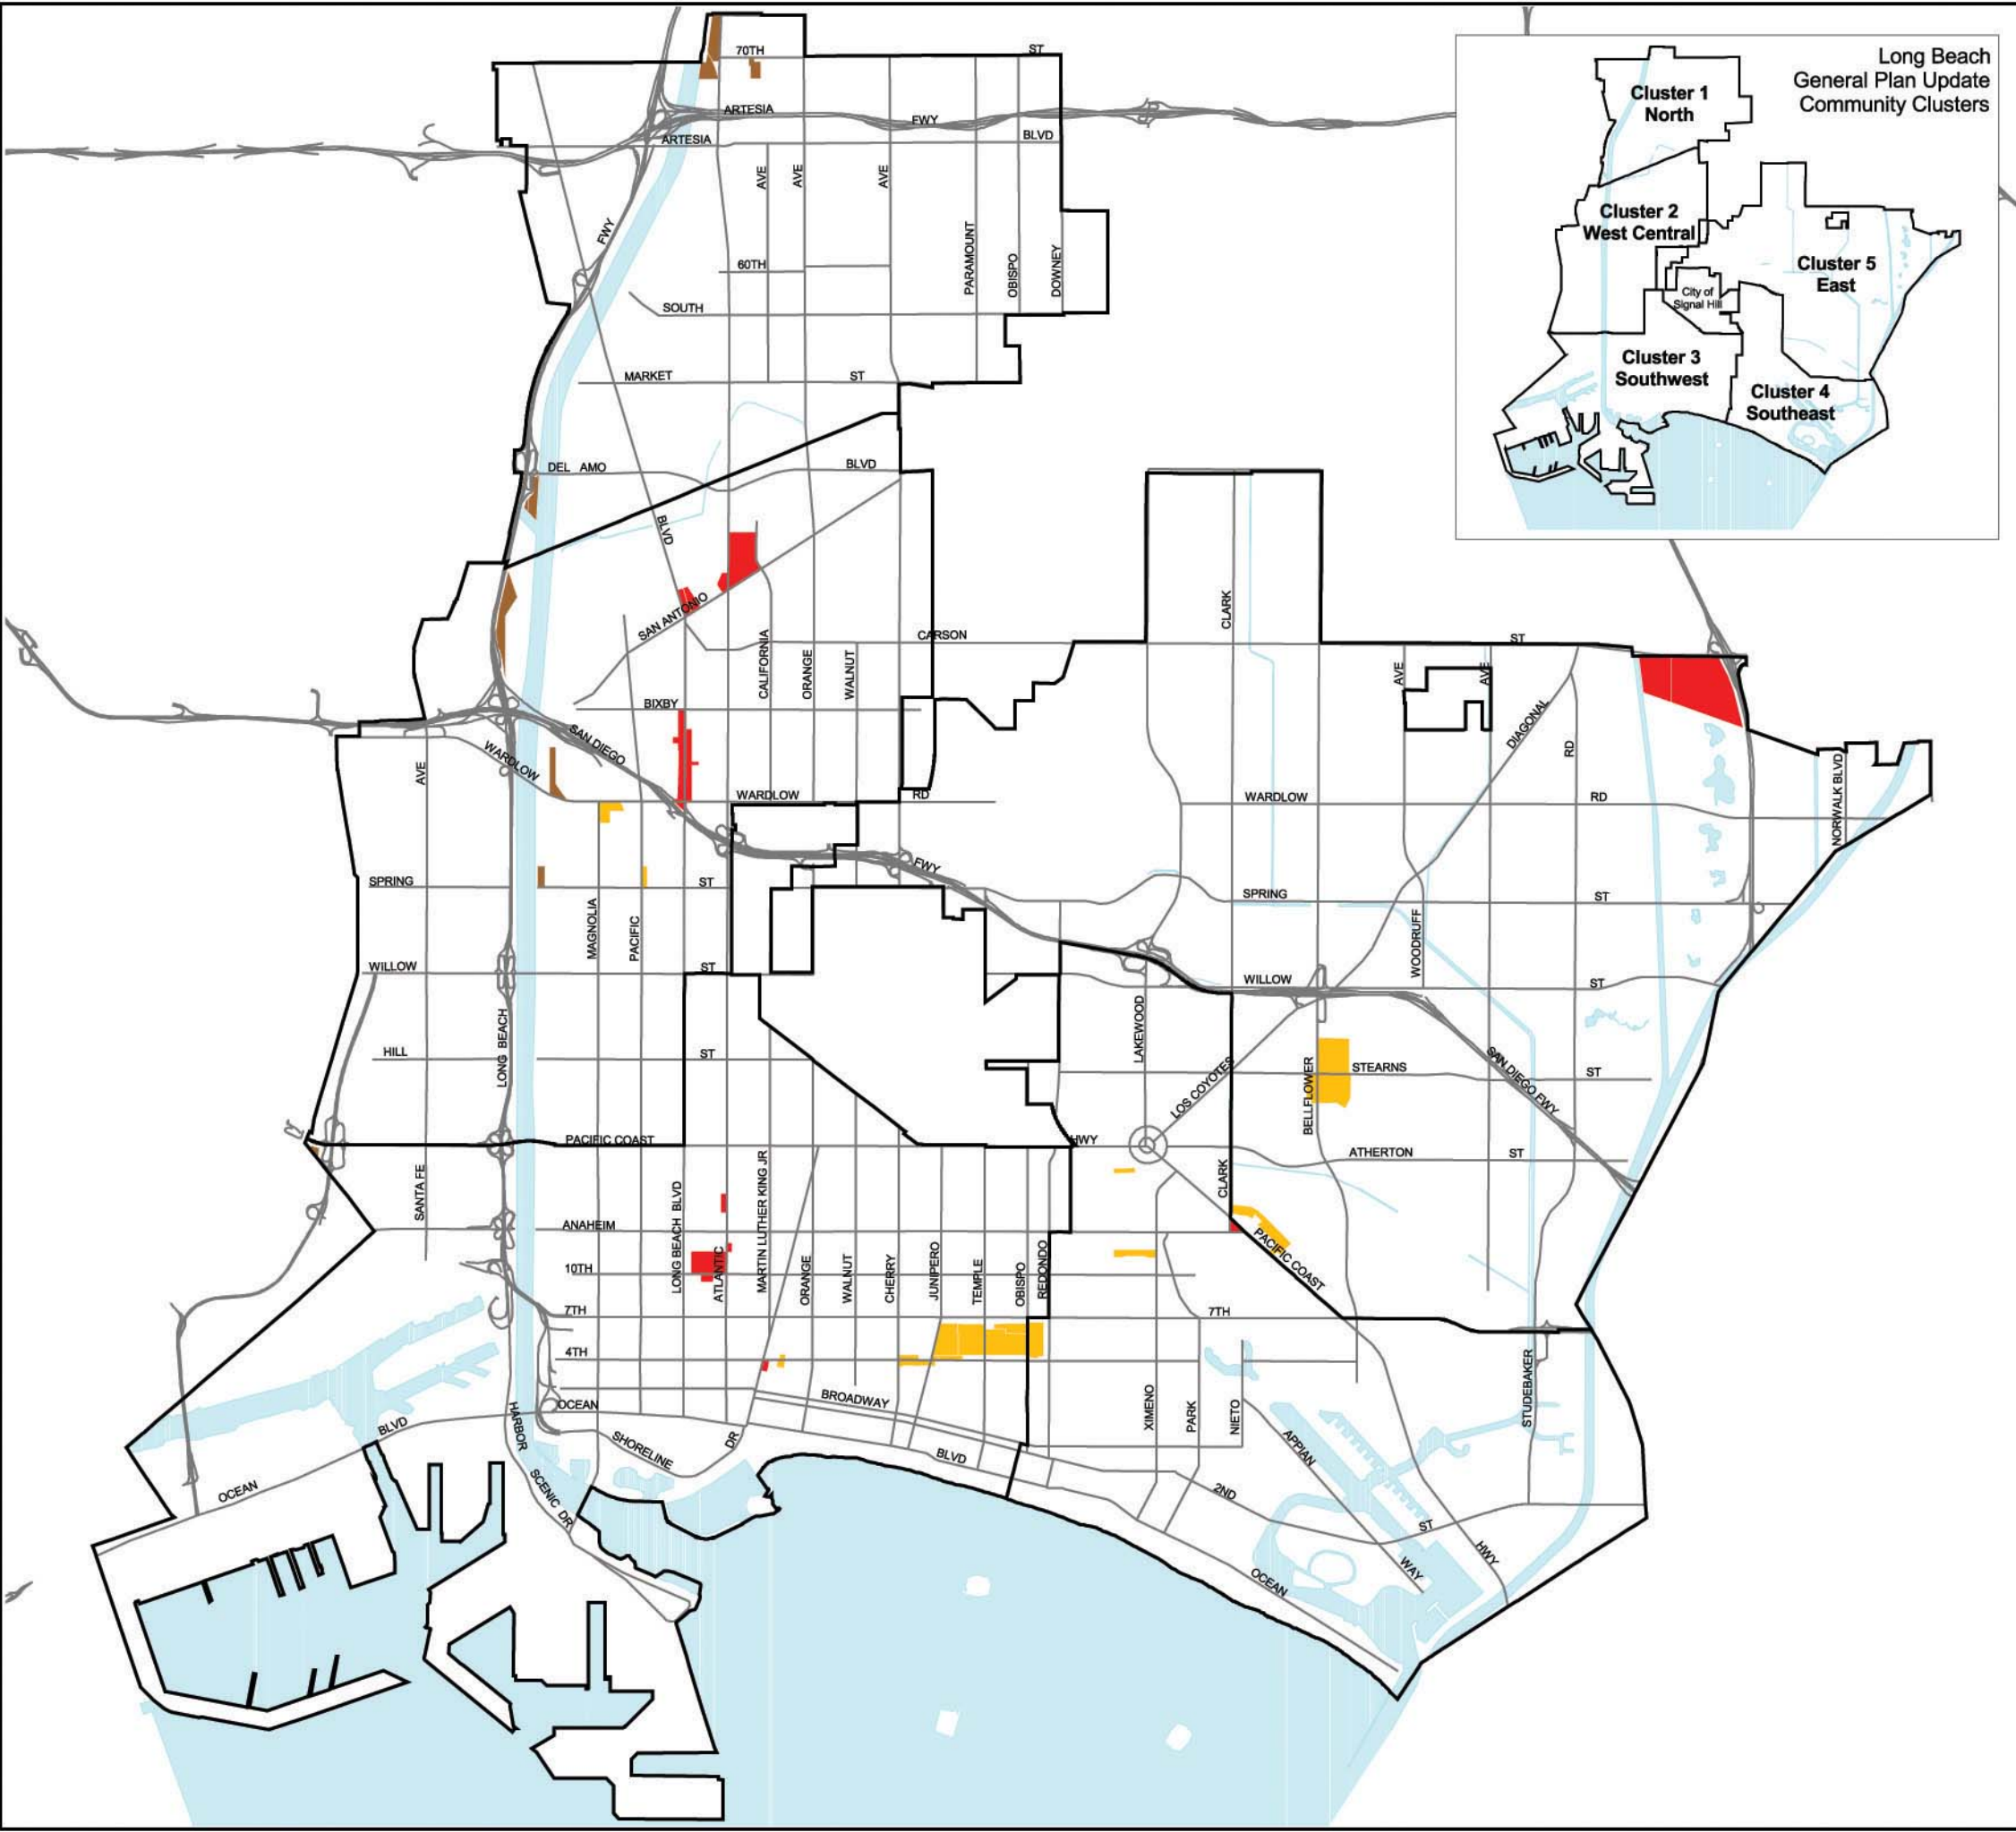 Long Beach
General Plan Update
Community Clusters
Cluster 1
North
Cluster 2
West Central
Cluster 5
East
City of
Signal Hill
Cluster 3
Southwest
Cluster 4
Southeast
70TH
ST
ARTESIA
FWY
ARTESIA
BLVD
AVE
AVE
AVE
FWY
PARAMOUNT
OBISPO
DOWNEY
60TH
SOUTH
MARKET
ST
DEL AMO
BLVD
BLVD
SAN ANTONIO
CLARK
CARSON
ST
CALIFORNIA
ORANGE
WALNUT
AVE
AVE
BIXBY
SAN DIEGO
DIAGONAL
RD
WARDLOW
AVE
WARDLOW
RD
WARDLOW
RD
NORWALK BLVD
FWY
SPRING
ST
SPRING
ST
MAGNOLIA
PACIFIC
WOODRUFF
WILLOW
ST
WILLOW
ST
LONG BEACH
LAKEWOOD
HILL
ST
LOS COYOTES
BELLFLOWER
STEARNS
SAN DIEGO FWY
ST
PACIFIC COAST
HWY
ATHERTON
ST
SANTA FE
LONG BEACH BLVD
MARTIN LUTHER KING JR
CLARK
ANAHEIM
PACIFIC COAST
10TH
ATLANTIC
ORANGE
WALNUT
CHERRY
JUNIPERO
TEMPLE
OBISPO
REDONDO
7TH
7TH
4TH
STUDEBAKER
BROADWAY
OCEAN
XIMENO
PARK
NIETO
BLVD
HARBOR
SHORELINE
DR
BLVD
APPIAN
OCEAN
SCENIC DR
2ND
ST
HWY
WAY
OCEAN